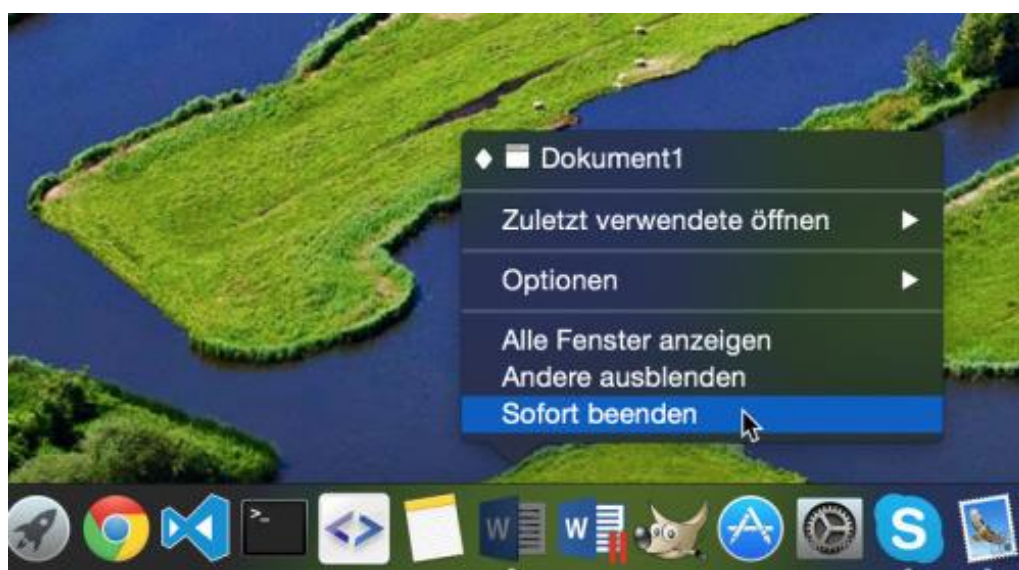 Dokument1
Zuletzt verwendete öffnen
Optionen
Alle Fenster anzeigen
Andere ausblenden
Sofort beenden
>_
W
W
S